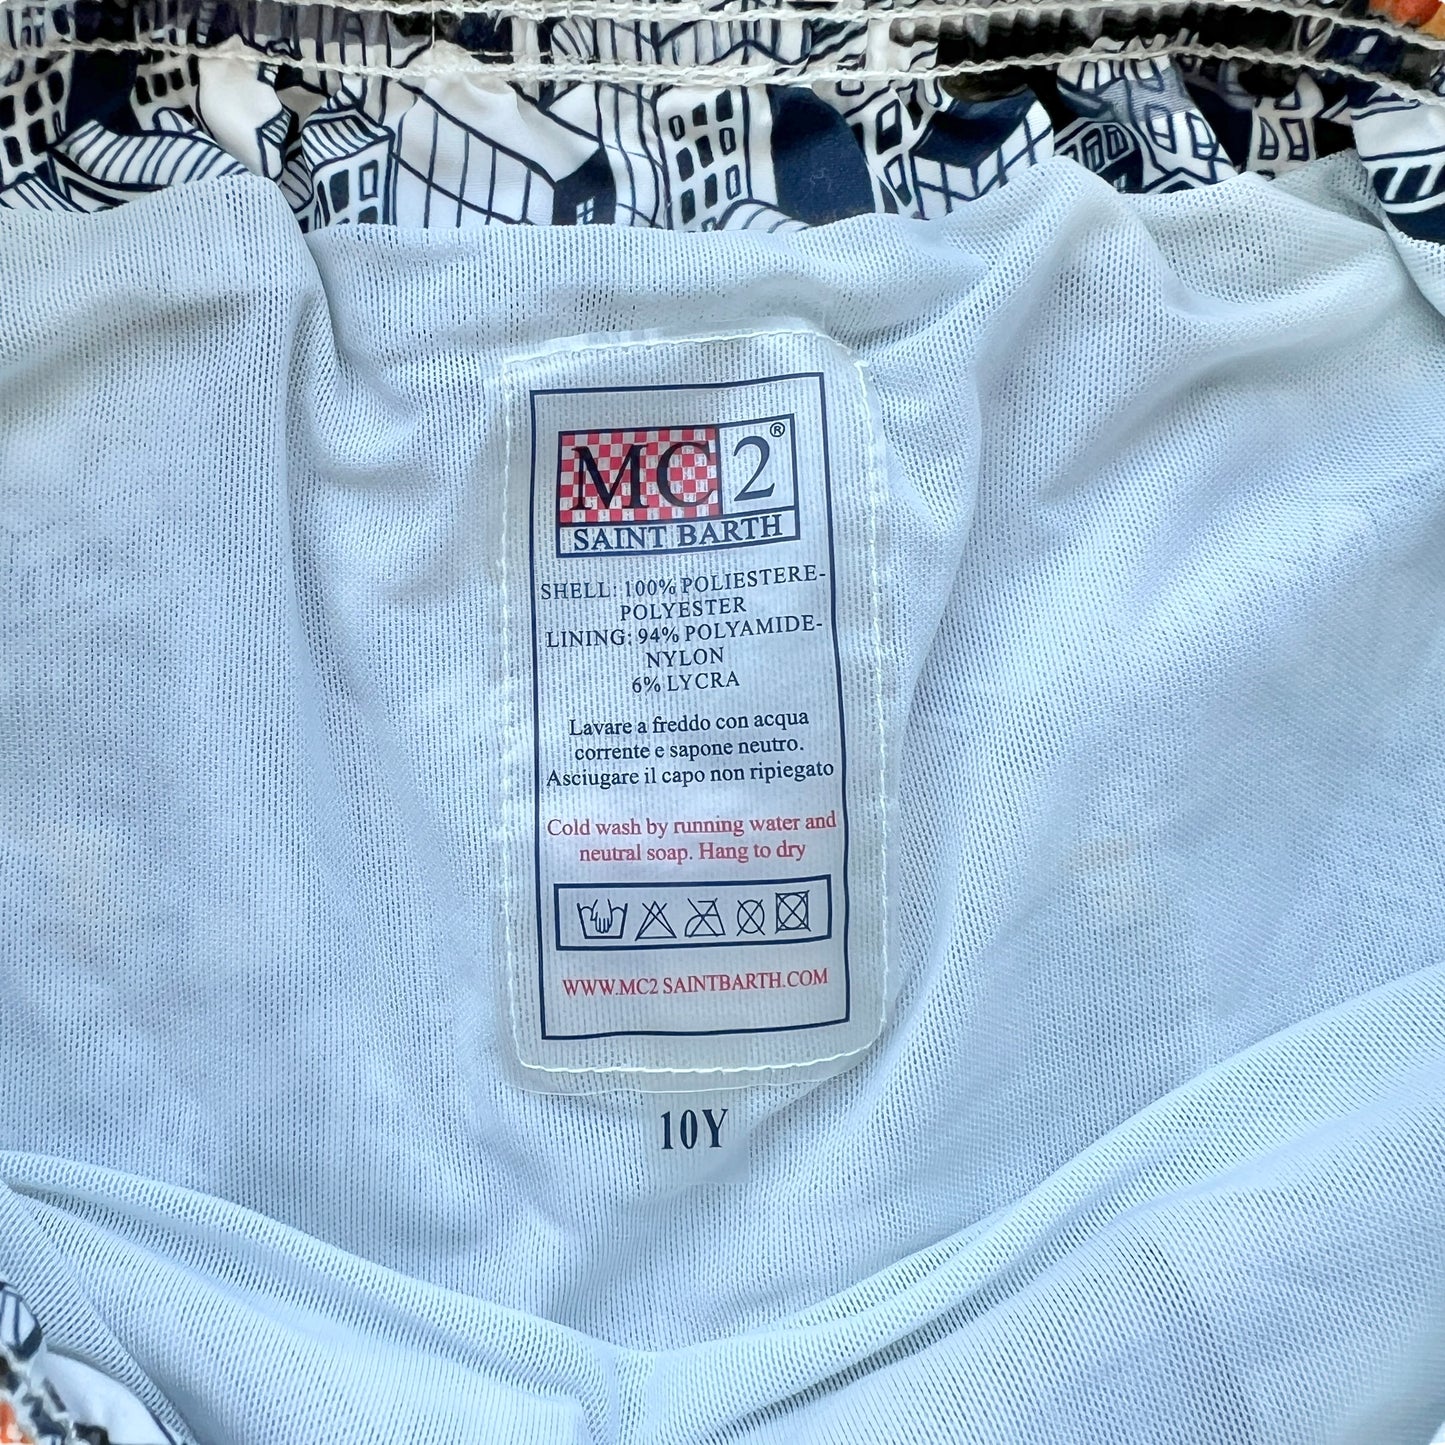 MC2®
SAINT BARTH
SHELL: 100% POLIESTERE-
POLYESTER
LINING: 94% POLYAMIDE-
NYLON
6% LYCRA
Lavare a freddo con acqua
corrente e sapone neutro.
Asciugare il capo non ripiegato
Cold wash by running water and
neutral soap. Hang to dry
WWW.MC2 SAINTBARTH.COM
10Y